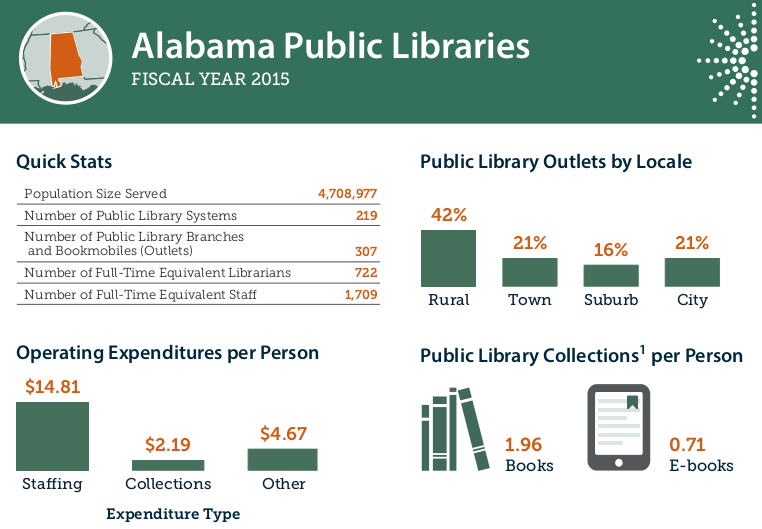 Alabama Public Libraries
FISCAL YEAR 2015
Quick Stats
Population Size Served 4,708,977
Number of Public Library Systems 219
Number of Public Library Branches
and Bookmobiles (Outlets) 307
Number of Full-Time Equivalent Librarians 722
Number of Full-Time Equivalent Staff 1,709
Public Library Outlets by Locale
42% 21% 16% 21%
Rural Town Suburb City
Operating Expenditures per Person
$14.81 $2.19 $4.67
Staffing Collections Other
Expenditure Type
Public Library Collections1 per Person
1.96
Books
0.71
E-books